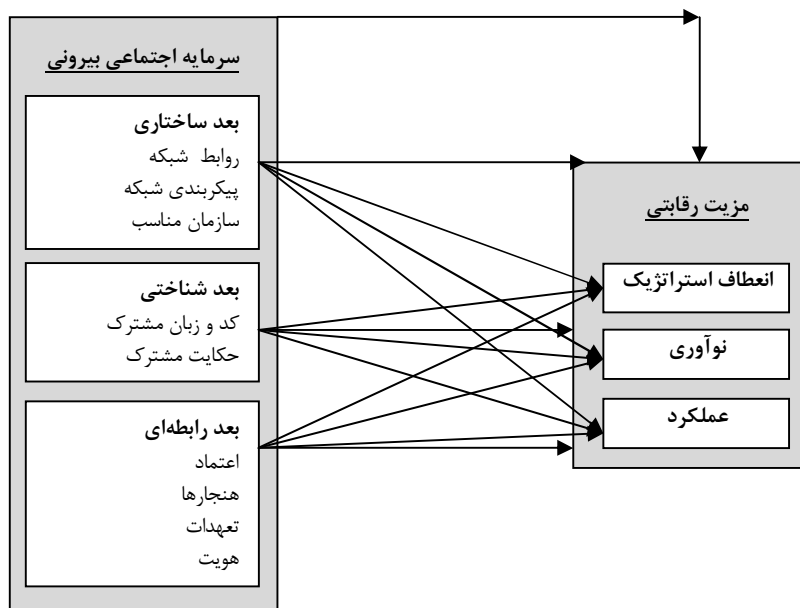 سرمایه اجتماعی بیرونی
بعد ساختاری
روابط شبکه
پیکربندی شبکه
سازمان مناسب
بعد شناختی
کد و زبان مشترک
حکایت مشترک
بعد رابطه‌ای
اعتماد
هنجارها
تعهدات
هویت
مزیت رقابتی
انعطاف استراتژیک
نوآوری
عملکرد